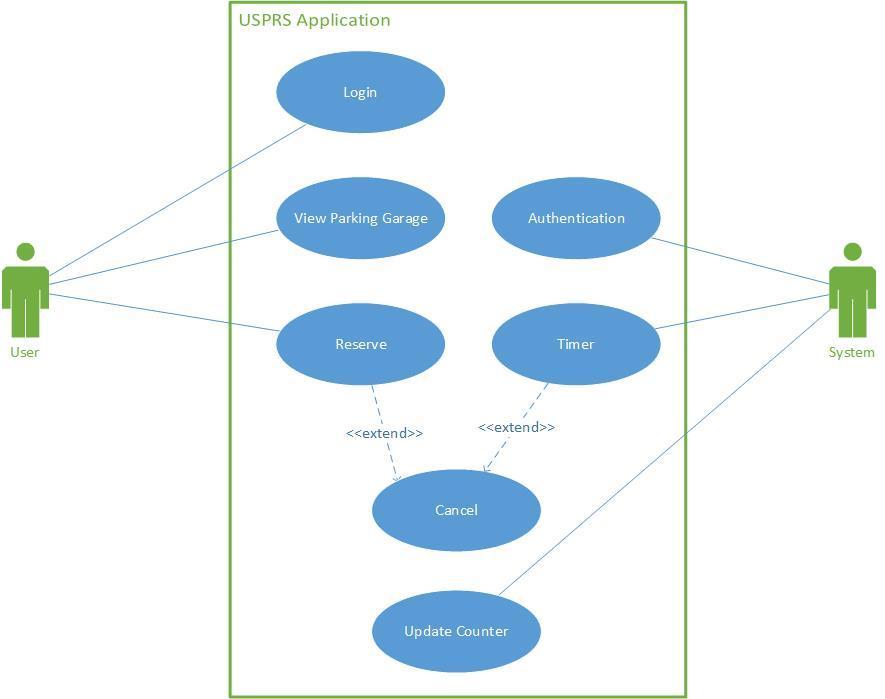 USPRS Application
Login
View Parking Garage
Authentication
Reserve
Timer
User
System
<<extend>>
<<extend>>
Cancel
Update Counter